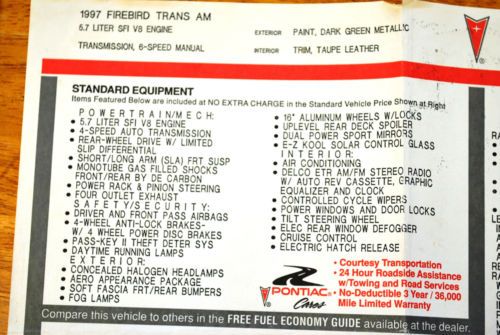 1997 FIREBIRD TRANS AM
5.7 LITER SFI V8 ENGINE
EXTERIOR PAINT, DARK GREEN METALLIC
TRANSMISSION, 6-SPEED MANUAL
INTERIOR TRIM, TAUPE LEATHER
STANDARD EQUIPMENT
Items Featured Below are included at NO EXTRA CHARGE in the Standard Vehicle Price Shown at Right
POWERTRAIN/MECH:
• 5.7 LITER SFI V8 ENGINE
• 4-SPEED AUTO TRANSMISSION
• REAR-WHEEL DRIVE W/ LIMITED
SLIP DIFFERENTIAL
• SHORT/LONG ARM (SLA) FRT SUSP
• MONOTUBE GAS FILLED SHOCKS
FRONT/REAR BY DE CARBON
• POWER RACK & PINION STEERING
• FOUR OUTLET EXHAUST
SAFETY/SECURITY:
• DRIVER AND FRONT PASS AIRBAGS
• 4-WHEEL ANTI-LOCK BRAKES-
W/ 4 WHEEL POWER DISC BRAKES
• PASS-KEY II THEFT DETER SYS
• DAYTIME RUNNING LAMPS
EXTERIOR:
• CONCEALED HALOGEN HEADLAMPS
• AERO APPEARANCE PACKAGE
• SOFT FASCIA FRT/REAR BUMPERS
• FOG LAMPS
• 16" ALUMINUM WHEELS W/LOCKS
• UPLEVEL REAR DECK SPOILER
• DUAL POWER SPORT MIRRORS
• E-Z KOOL SOLAR CONTROL GLASS
INTERIOR:
• AIR CONDITIONING
• DELCO ETR AM/FM STEREO RADIO
W/ AUTO REV CASSETTE, GRAPHIC
EQUALIZER AND CLOCK
• CONTROLLED CYCLE WIPERS
• POWER WINDOWS AND DOOR LOCKS
• TILT STEERING WHEEL
• ELEC REAR WINDOW DEFOGGER
• CRUISE CONTROL
• ELECTRIC HATCH RELEASE
PONTIAC
Cares
• Courtesy Transportation
• 24 Hour Roadside Assistance
w/Towing and Road Services
• No-Deductible 3 Year / 36,000
Mile Limited Warranty
Compare this vehicle to others in the FREE FUEL ECONOMY GUIDE available at the dealer.